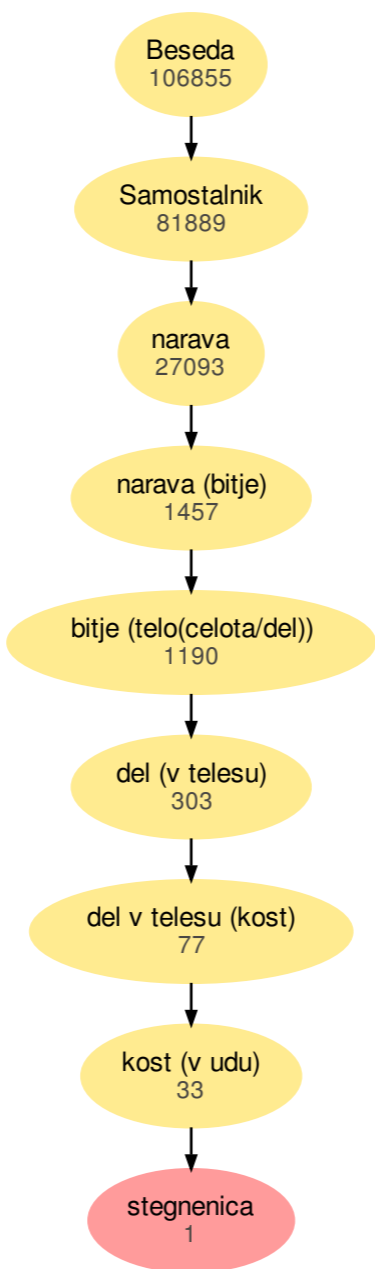 Beseda
106855
Samostalnik
81889
narava
27093
narava (bitje)
1457
bitje (telo(celota/del))
1190
del (v telesu)
303
del v telesu (kost)
77
kost (v udu)
33
stegnenica
1